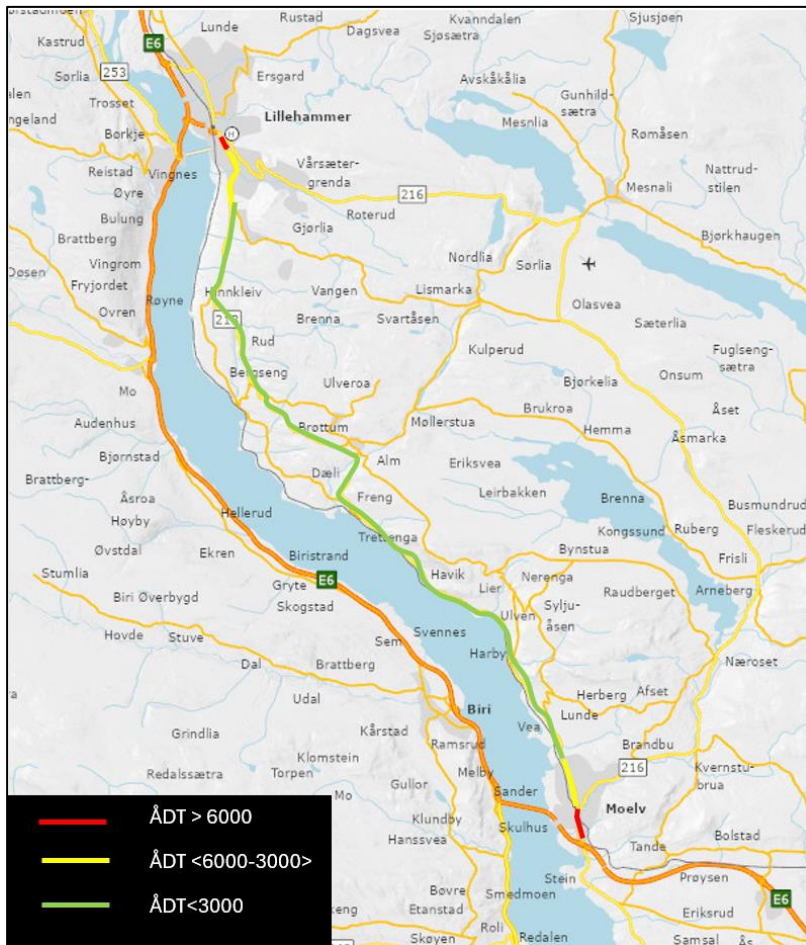 Lunde
Rustad
Kvanndalen
Sjusjøen
Dagsvea
Sjøsætra
Kastrud
E6
253
Sørlia
Ersgard
Avskåkålia
Gunhild-
sætra
Trosset
Lillehammer
H
Mesnlia
Rømåsen
Børkje
Reistad
Vingnes
Vårsæter-
grenda
216
Mesnali
Nattrud-
stilen
Øyre
Bulung
Roterud
Gjørlia
Bjørkhaugen
Brattberg
Nordlia
Vingrom
Sørlia
Døsen
Fryjordet
Røyne
Hinnkleiv
Vangen
Lismarka
Olasvea
Ovren
Brenna
Svartåsen
Sæterlia
Rud
Kulperud
Fuglseng-
sætra
Bergseng
Ulveroa
Bjørkelia
Onsum
Mo
Brukroa
Åset
Audenhus
Brøttum
Møllerstua
Hemma
Åsmarka
Bjørnstad
Alm
Eriksvea
Dæli
Brattberg-
Åsroa
Freng
Leirbakken
Brenna
Busmundrud
Høyby
Hellerud
Kongssund
Ruberg
Fleskerud
Trettenga
Øvstdal
Ekren
Biristrand
Bynstua
Frisli
Stumlia
Gryte
E6
Havik
Lier
Nerenga
Raudberget
Arneberg
Biri Øverbygd
Skogstad
Ulven
Sylju-
åsen
Hovde
Stuve
Sem
Svennes
Harby
Dal
Brattberg
Næroset
Udal
Biri
Herberg
Afset
Lunde
Grindlia
Kårstad
Vea
Ramsrud
Brandbu
Klomstein
Redalssætra
Torpen
Melby
216
Kvernstu-
brua
Gullor
Mo
Sander
Moelv
Klundby
Skulhus
Bolstad
Hanssvea
Tande
Stein
Prøysen
Bøvre
Smedmoen
E6
Etanstad
Eriksrud
Roli
Skøyen
Redalen
Samsal
ÅDT > 6000
ÅDT <6000-3000>
ÅDT<3000